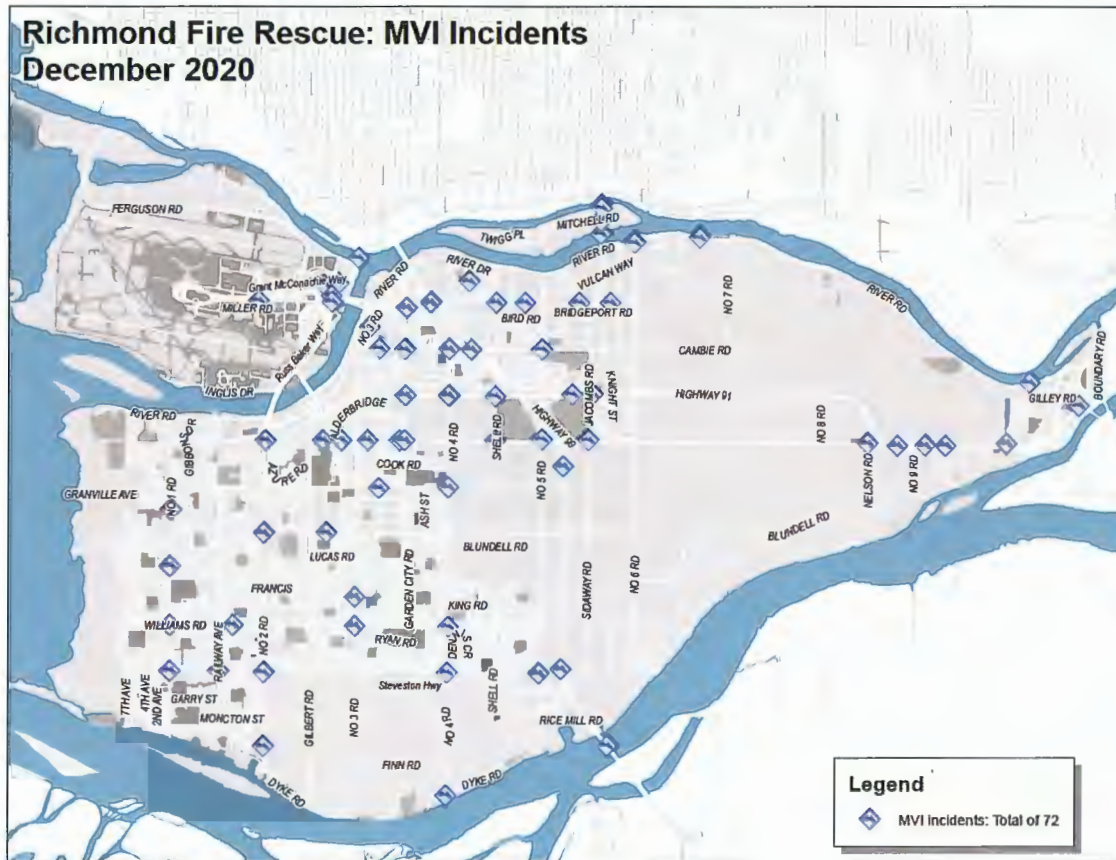 Richmond Fire Rescue: MVI Incidents
December 2020
FERGUSON RD
MITCHELL RD
TWIGG PL
RIVER RD
RIVER DR
RIVER RD
VULCAN WAY
Grant McConachie Way
MILLER RD
NO 3 RD
BIRD RD
BRIDGEPORT RD
NO 7 RD
RIVER RD
BOUNDARY RD
Russ Baker Way
CAMBIE RD
INGLIS DR
JACOMBS RD
KNIGHT ST
HIGHWAY 91
GILLEY RD
RIVER RD
GIBBONS DR
ALDERBRIDGE
NO 4 RD
SHELL RD
HIGHWAY
NO 8 RD
COOK RD
NO 5 RD
NELSON RD
NO 9 RD
GRANVILLE AVE
NO 1 RD
ASH ST
BLUNDELL RD
LUCAS RD
BLUNDELL RD
FRANCIS
GARDEN CITY RD
SIDAWAY RD
NO 6 RD
KING RD
WILLIAMS RD
RAILWAY AVE
NO 2 RD
RYAN RD
7TH AVE
4TH AVE
2ND AVE
GARRY ST
Steveston Hwy
SHELL RD
MONCTON ST
GILBERT RD
NO 3 RD
NO 4 RD
RICE MILL RD
FINN RD
DYKE RD
DYKE RD
Legend
MVI incidents: Total of 72